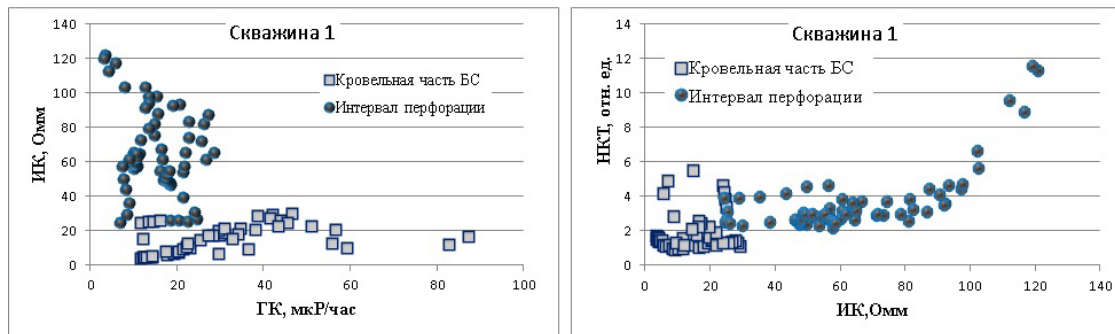 Скважина 1
140
120
100
80
60
40
20
0
ИК, Омм
Кровельная часть БС
Интервал перфорации
0 20 40 60 80 100
ГК, мкР/час
Скважина 1
14
12
10
8
6
4
2
0
НКТ, отн. ед.
Кровельная часть БС
Интервал перфорации
0 20 40 60 80 100 120 140
ИК,Омм